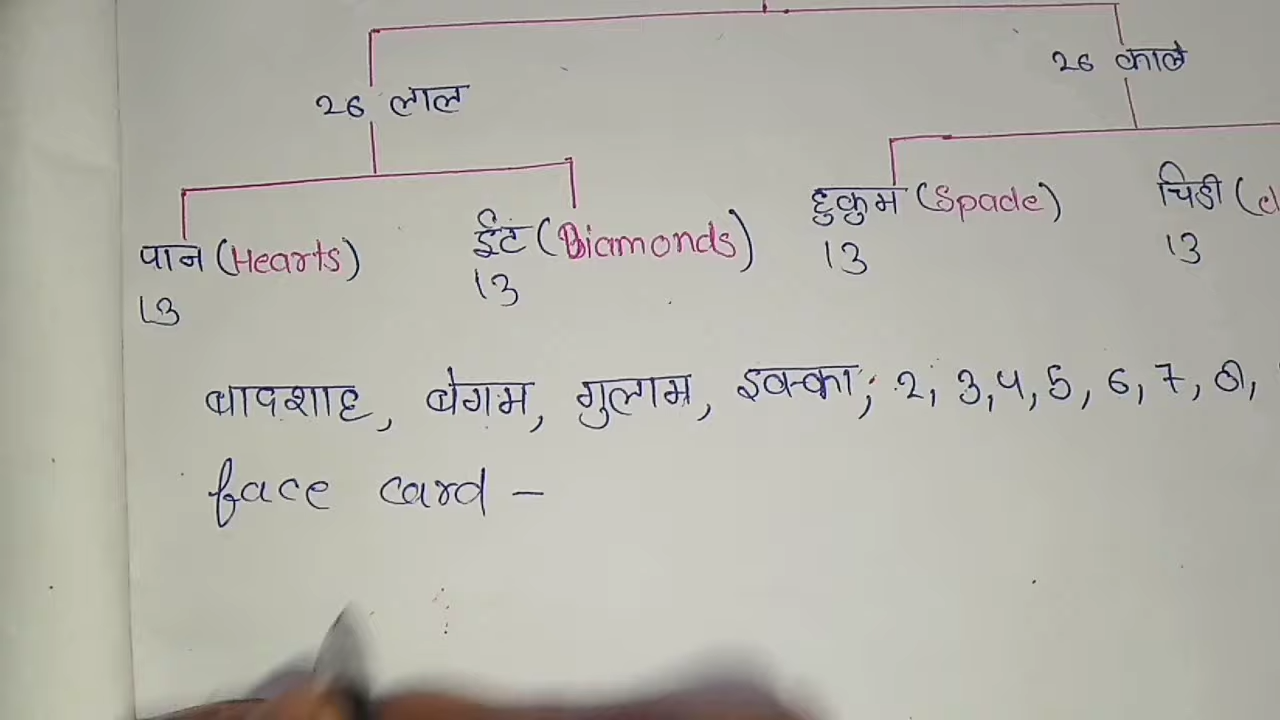 26 लाल
26 काले
पान (Hearts)
ईट (Diamonds)
हुकुम (Spade)
चिडी (
13
13
13
13
बादशाह, बेगम, गुलाम, इक्का, 2, 3, 4, 5, 6, 7, 8,
face card -